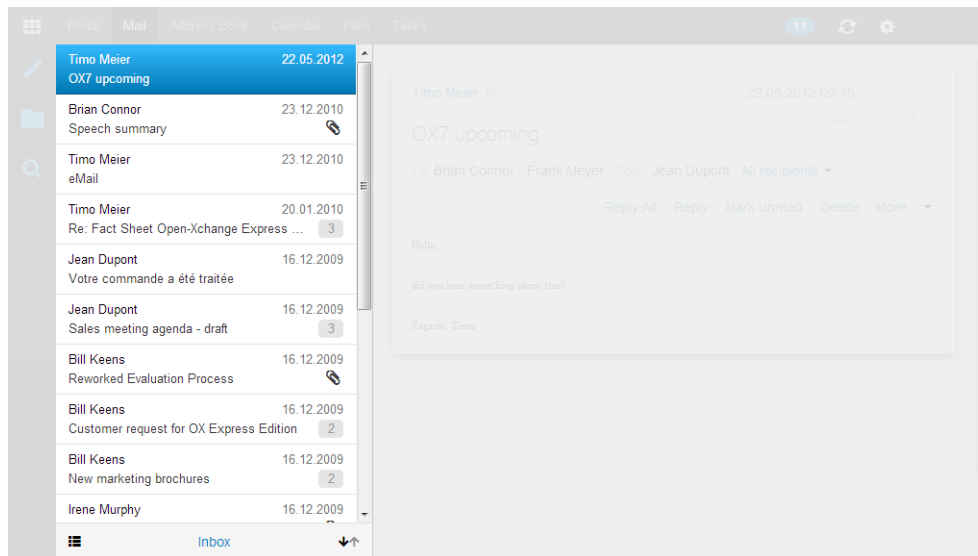 Portal Mail Address Book Calendar Files Tasks 11
Timo Meier 22.05.2012
OX7 upcoming
Brian Connor 23.12.2010
Speech summary
Timo Meier 23.12.2010
eMail
Timo Meier 20.01.2010
Re: Fact Sheet Open-Xchange Express ... 3
Jean Dupont 16.12.2009
Votre commande a été traitée
Jean Dupont 16.12.2009
Sales meeting agenda - draft 3
Bill Keens 16.12.2009
Reworked Evaluation Process
Bill Keens 16.12.2009
Customer request for OX Express Edition 2
Bill Keens 16.12.2009
New marketing brochures 2
Irene Murphy 16.12.2009
Inbox
Timo Meier 22.05.2012 09:15
OX7 upcoming
To Brian Connor - Frank Meyer Copy Jean Dupont All recipients
Reply All Reply Mark Unread Delete More ...
Hello,
did you hear something about this?
Regards, Timo